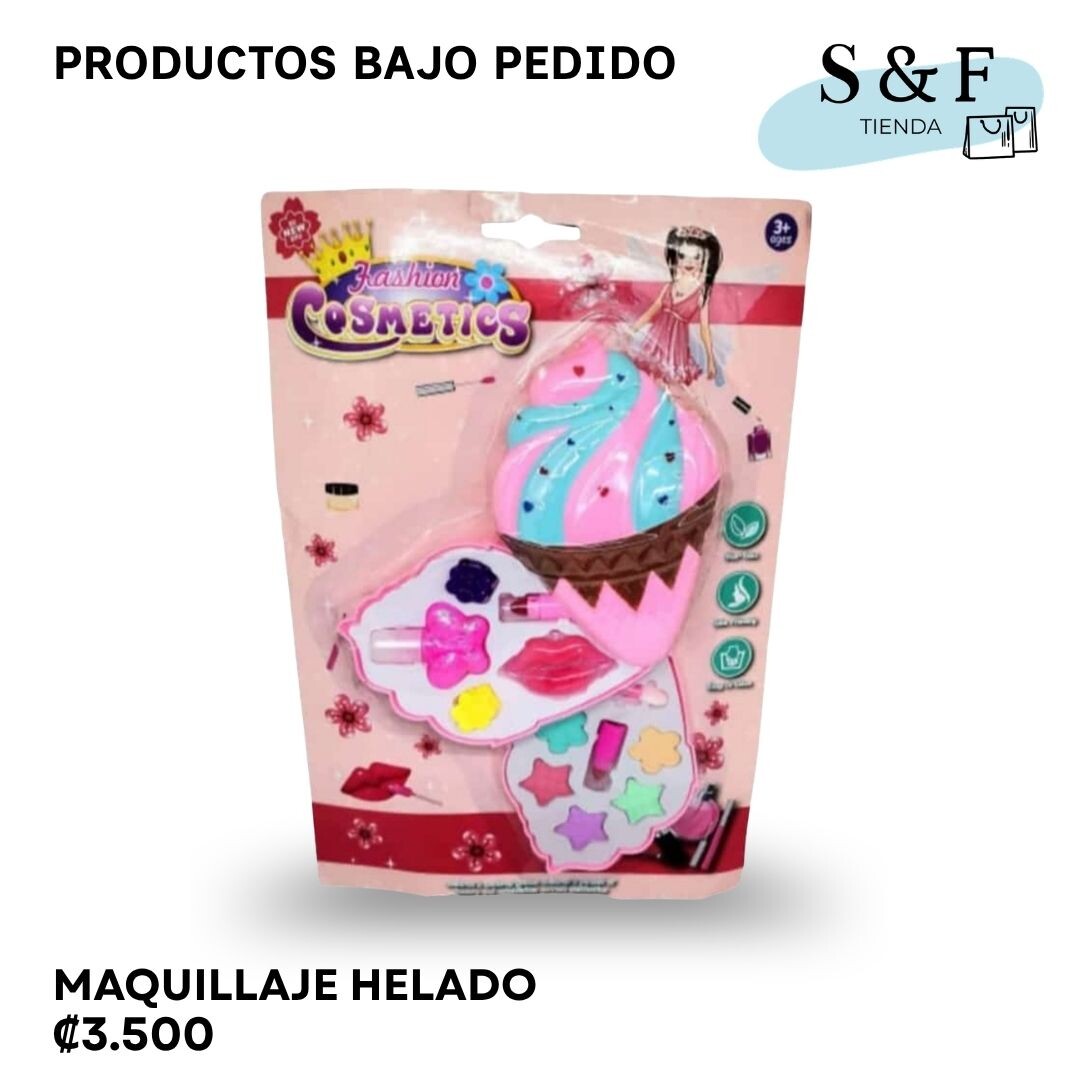 PRODUCTOS BAJO PEDIDO
S & F
TIENDA
NEW
3+
ages
Fashion
COSMETICS
MAQUILLAJE HELADO
₡3.500